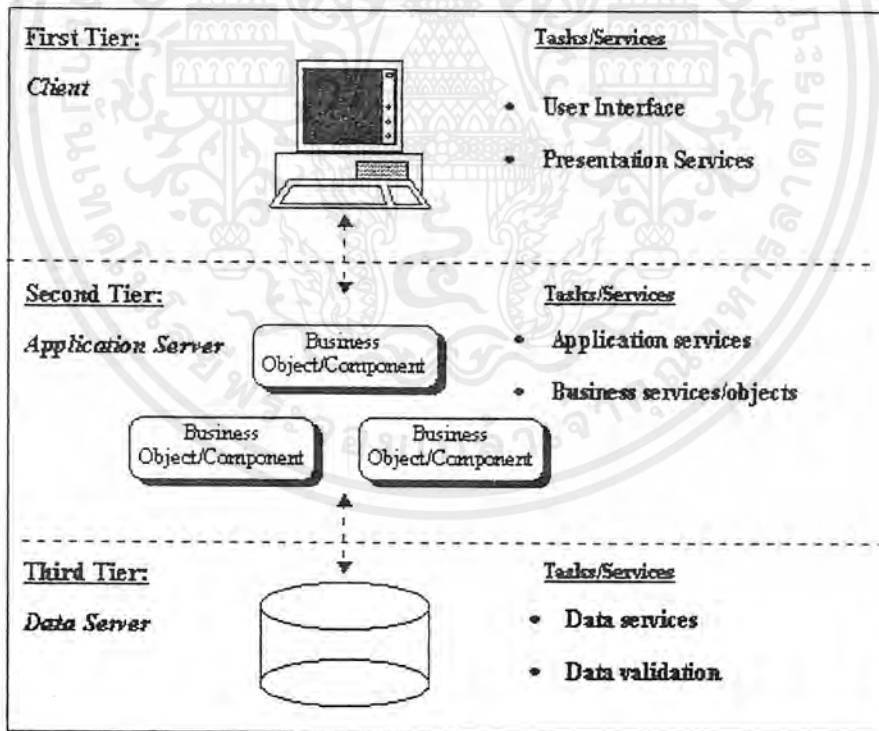 First Tier:
Client
Tasks/Services
• User Interface
• Presentation Services
Second Tier:
Application Server
Business
Object/Component
Business
Object/Component
Business
Object/Component
Tasks/Services
• Application services
• Business services/objects
Third Tier:
Data Server
Tasks/Services
• Data services
• Data validation